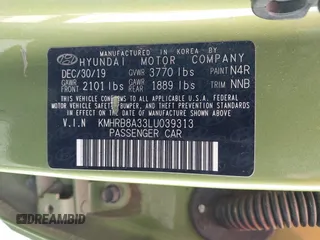 MANUFACTURED IN KOREA BY
HYUNDAI MOTOR COMPANY
DEC/30/19 GVWR 3770 lbs PAINT N4R
GAWR FRONT 2101 lbs GAWR REAR 1889 lbs TRIM NNB
THIS VEHICLE CONFORMS TO ALL APPLICABLE FEDERAL
MOTOR VEHICLE SAFETY, BUMPER, AND THEFT
PREVENTION STANDARDS IN EFFECT ON THE DATE OF
MANUFACTURE SHOWN ABOVE.
V.I.N KMHRB8A33LU039313
PASSENGER CAR
DREAMBID